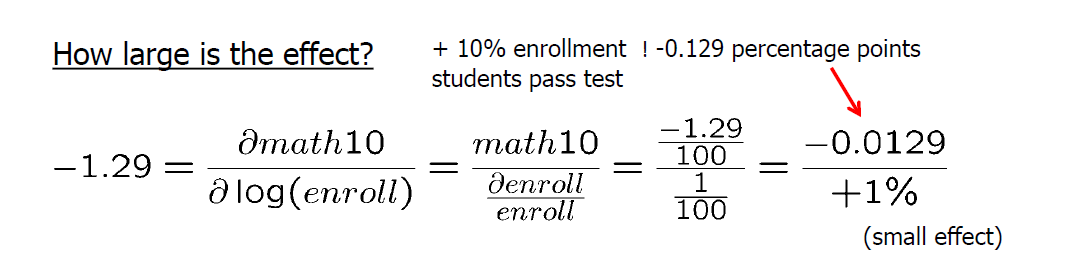 How large is the effect?
+ 10% enrollment ! -0.129 percentage points
students pass test
−1.29 = ∂math10 / ∂ log(enroll) = math10 / (∂enroll / enroll) = (−1.29 / 100) / (1 / 100) = −0.0129 / +1%
(small effect)